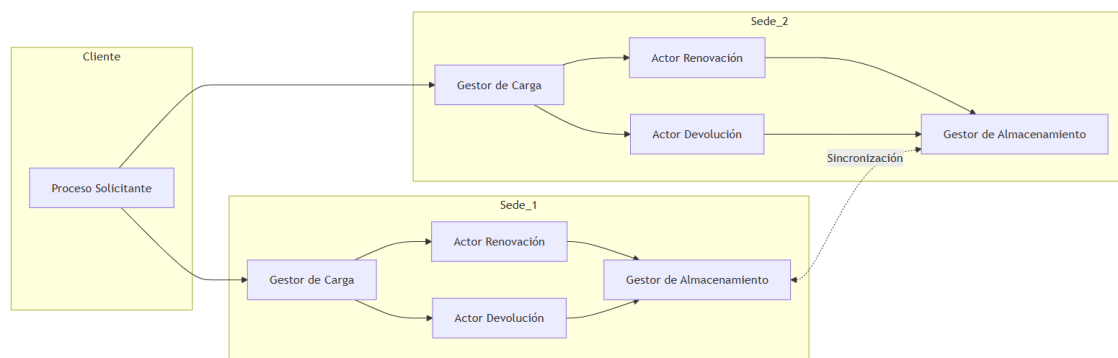 Sede_2
Cliente
Actor Renovación
Gestor de Carga
Actor Devolución
Gestor de Almacenamiento
Sincronización
Proceso Solicitante
Sede_1
Actor Renovación
Gestor de Carga
Gestor de Almacenamiento
Actor Devolución